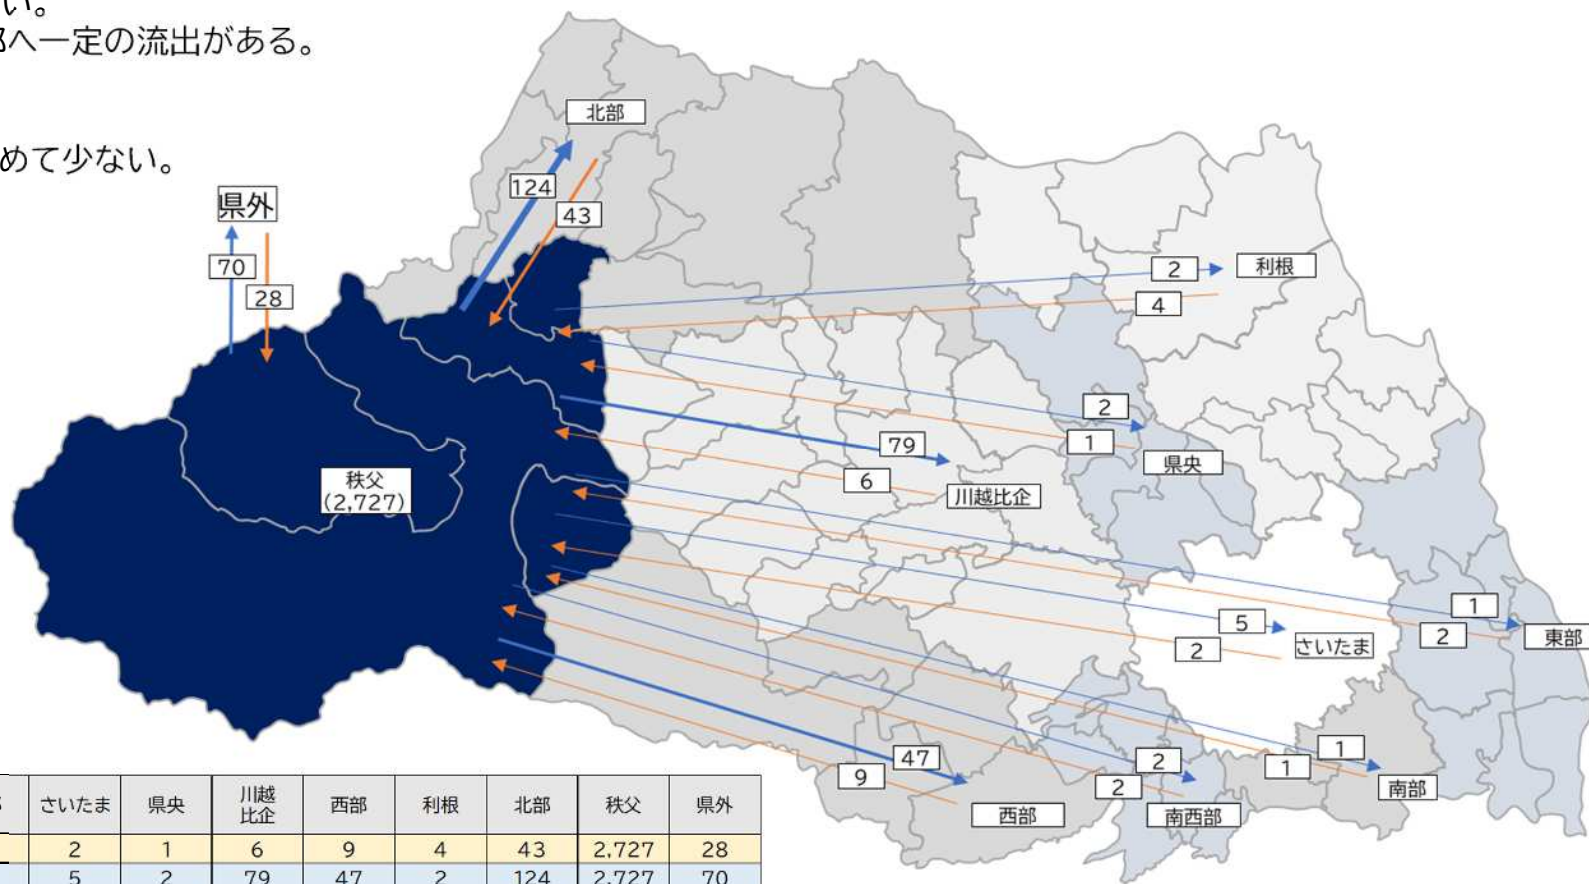 い。
へ一定の流出がある。
めて少ない。
県外
70
28
北部
124
43
2
利根
4
2
1
県央
79
6
川越比企
秩父
(2,727)
1
2
東部
5
2
さいたま
1
1
南部
47
9
西部
2
2
南西部
さいたま 県央 川越比企 西部 利根 北部 秩父 県外
2 1 6 9 4 43 2,727 28
5 2 79 47 2 124 2,727 70